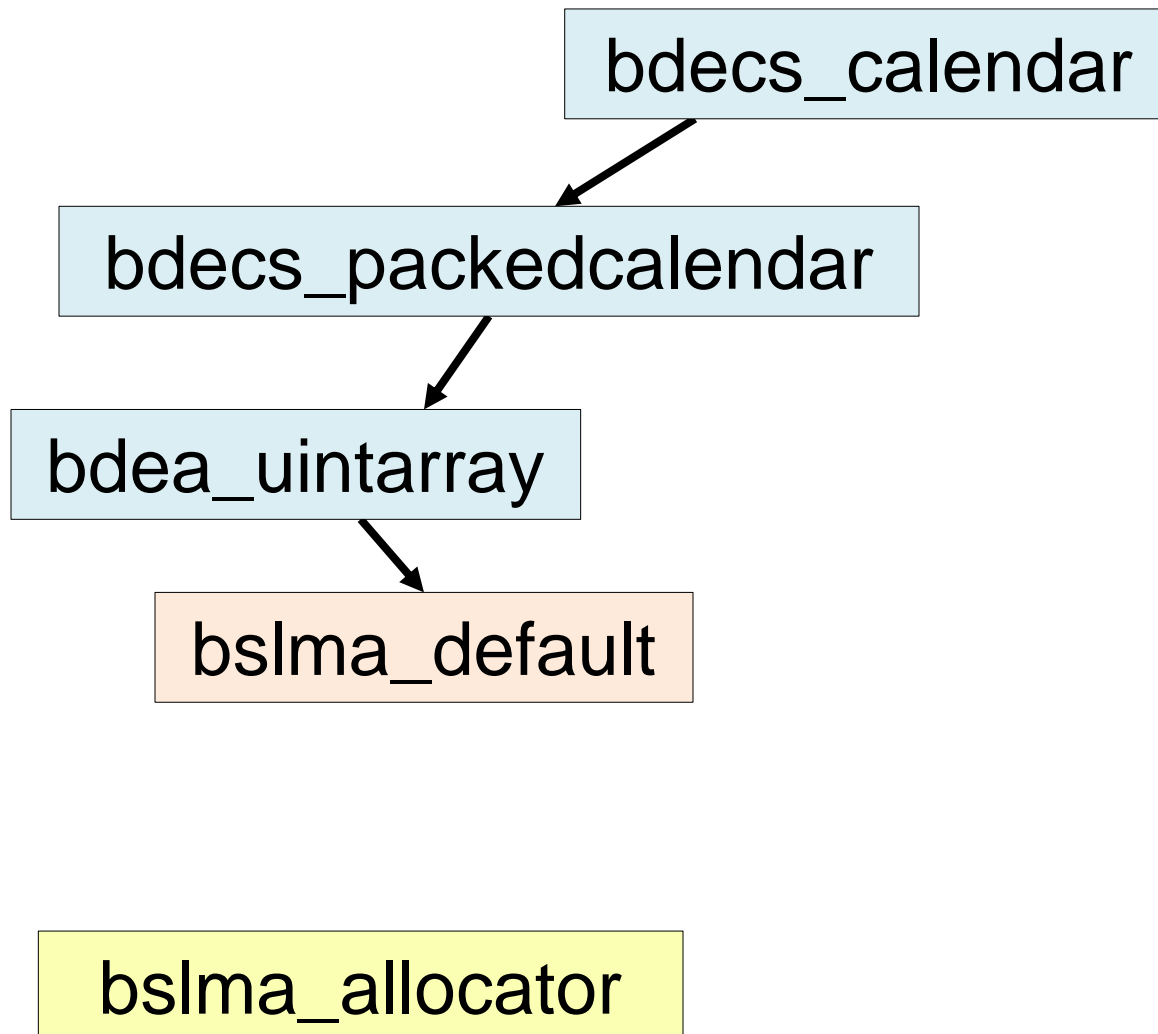 bdecs_calendar
bdecs_packedcalendar
bdea_uintarray
bslma_default
bslma_allocator